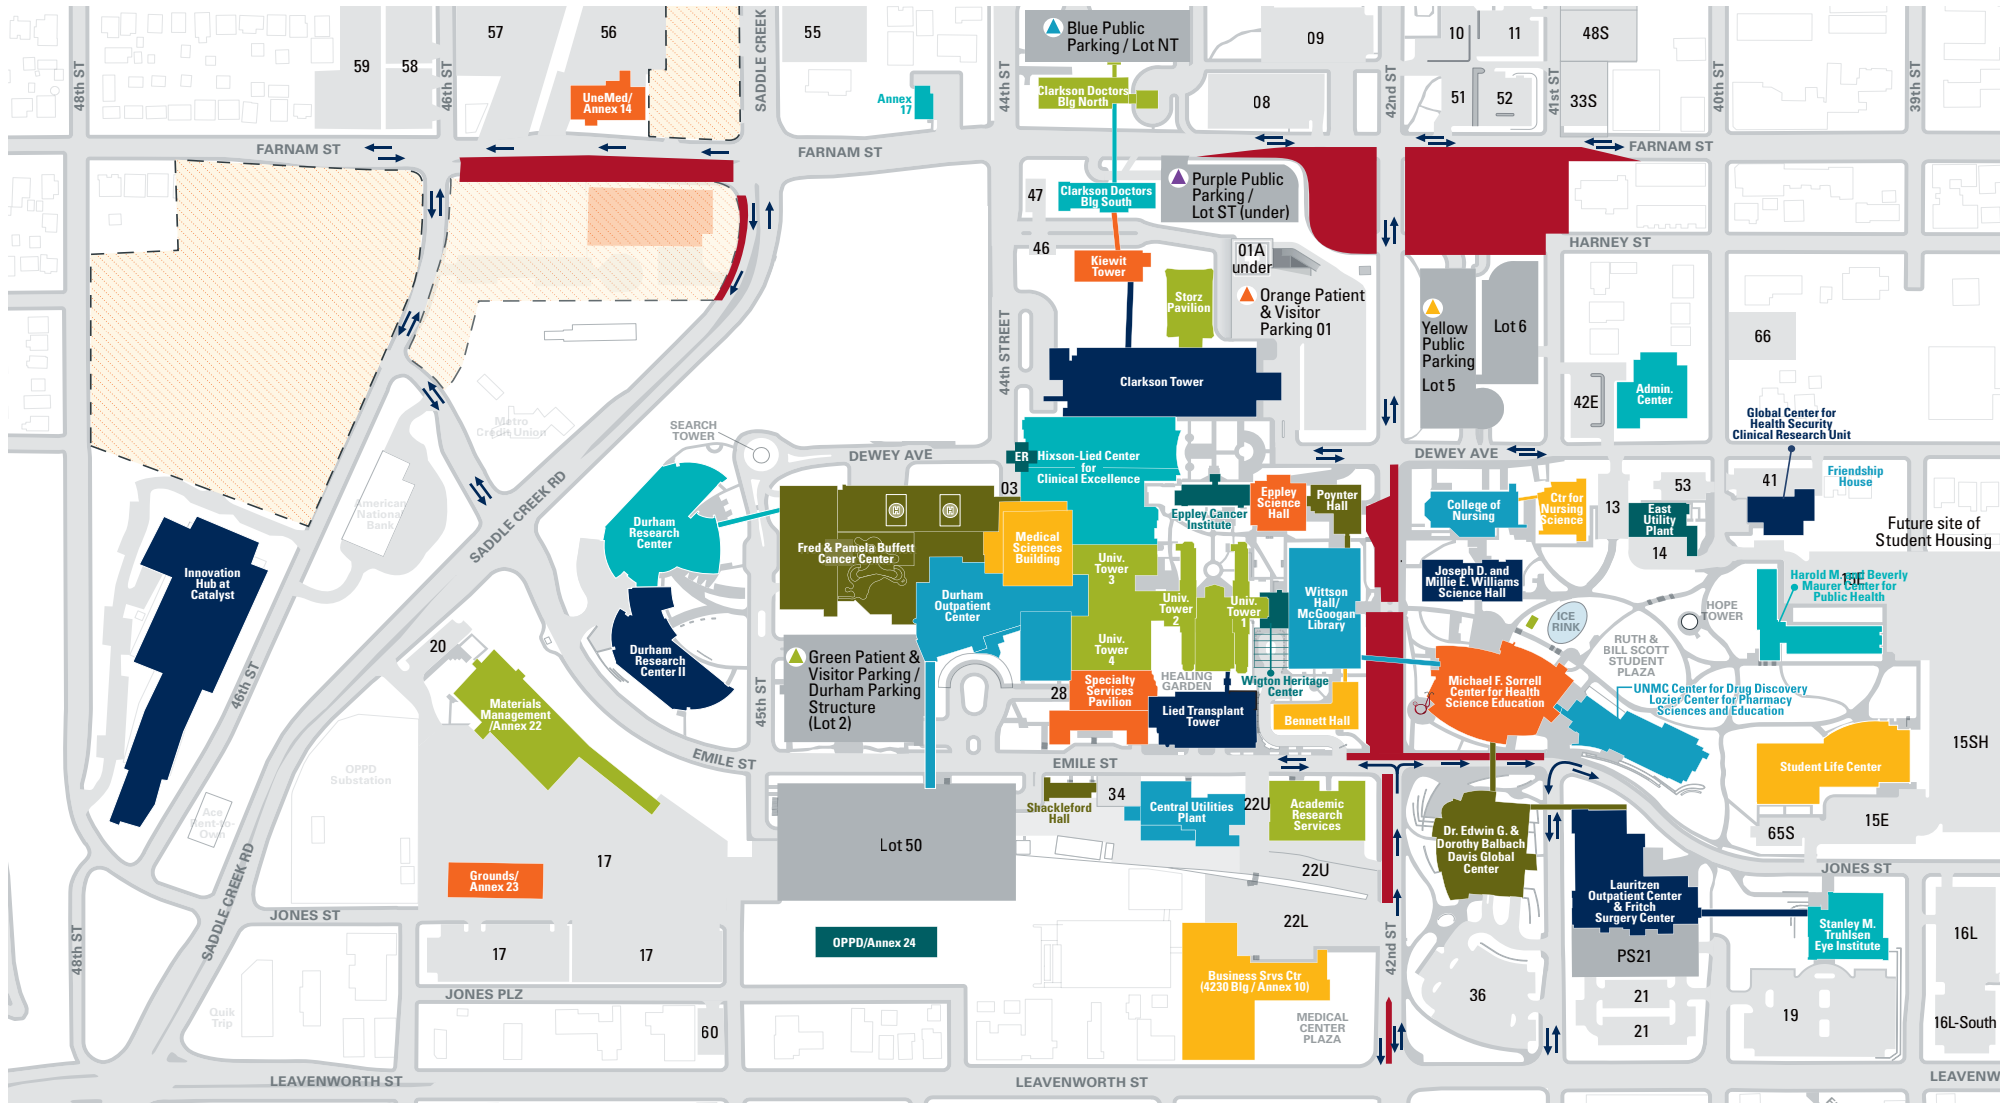 59
58
57
56
55
Blue Public
Parking / Lot NT
09
10
11
48S
48th ST
46th ST
SADDLE CREEK
44th ST
42nd ST
41st ST
40th ST
39th ST
UneMed/
Annex 14
Annex
17
Clarkson Doctors
Blg North
08
51
52
33S
FARNAM ST
FARNAM ST
FARNAM ST
47
Clarkson Doctors
Blg South
Purple Public
Parking /
Lot ST (under)
46
Kiewit
Tower
01A
under
HARNEY ST
Storz
Pavilion
Orange Patient
& Visitor
Parking 01
Yellow
Public
Parking
Lot 5
Lot 6
66
44th STREET
Clarkson Tower
42E
Admin.
Center
Global Center for
Health Security
Clinical Research Unit
Metro
Credit Union
SEARCH
TOWER
DEWEY AVE
DEWEY AVE
ER
Hixson-Lied Center
for
Clinical Excellence
03
American
National
Bank
SADDLE CREEK RD
Durham
Research
Center
Fred & Pamela Buffett
Cancer Center
H
H
Medical
Sciences
Building
Eppley Cancer
Institute
Eppley
Science
Hall
Poynter
Hall
College of
Nursing
Ctr for
Nursing
Science
13
53
East
Utility
Plant
14
41
Friendship
House
Future site of
Student Housing
15F
Innovation
Hub at
Catalyst
Durham
Outpatient
Center
Univ.
Tower
3
Univ.
Tower
2
Univ.
Tower
1
Univ.
Tower
4
Wittson
Hall/
McGoogan
Library
Joseph D. and
Millie E. Williams
Science Hall
ICE
RINK
HOPE
TOWER
Harold M. and Beverly
Maurer Center for
Public Health
RUTH &
BILL SCOTT
STUDENT
PLAZA
20
Durham
Research
Center II
Green Patient &
Visitor Parking /
Durham Parking
Structure
(Lot 2)
45th ST
46th ST
28
Specialty
Services
Pavilion
HEALING
GARDEN
Wigton Heritage
Center
Lied Transplant
Tower
Bennett Hall
Michael F. Sorrell
Center for Health
Science Education
UNMC Center for Drug Discovery
Lozier Center for Pharmacy
Sciences and Education
Materials
Management
/Annex 22
EMILE ST
EMILE ST
15SH
Student Life Center
OPPD
Substation
Ace
Rent-to-
Own
Shackleford
Hall
34
Central Utilities
Plant
22U
Academic
Research
Services
Lot 50
Dr. Edwin G. &
Dorothy Balbach
Davis Global
Center
65S
15E
17
Grounds/
Annex 23
22U
JONES ST
Lauritzen
Outpatient Center
& Fritch
Surgery Center
JONES ST
SADDLE CREEK RD
48th ST
22L
42nd ST
Stanley M.
Truhlsen
Eye Institute
16L
17
17
OPPD/Annex 24
PS21
Business Srvs Ctr
(4230 Blg / Annex 10)
JONES PLZ
36
21
21
19
16L-South
Quik
Trip
60
MEDICAL
CENTER
PLAZA
LEAVENWORTH ST
LEAVENWORTH ST
LEAVENW